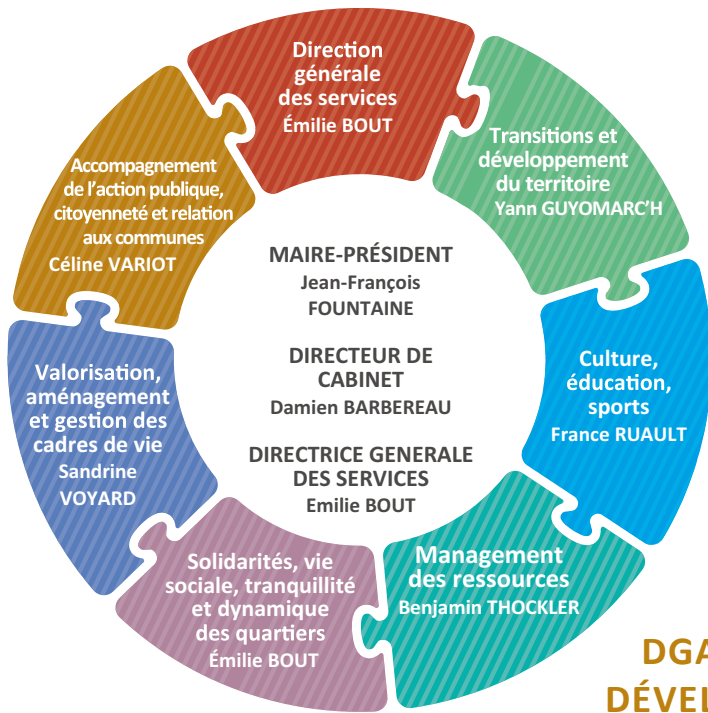 Direction
générale
des services
Émilie BOUT
Transitions et
développement
du territoire
Yann GUYOMARC'H
Culture,
éducation,
sports
France RUAULT
Management
des ressources
Benjamin THOCKLER
Solidarités, vie
sociale, tranquillité
et dynamique
des quartiers
Émilie BOUT
Valorisation,
aménagement
et gestion des
cadres de vie
Sandrine
VOYARD
Accompagnement
de l'action publique,
citoyenneté et relation
aux communes
Céline VARIOT
MAIRE-PRÉSIDENT
Jean-François
FOUNTAINE
DIRECTEUR DE
CABINET
Damien BARBEREAU
DIRECTRICE GENERALE
DES SERVICES
Emilie BOUT
DGA
DÉVEL